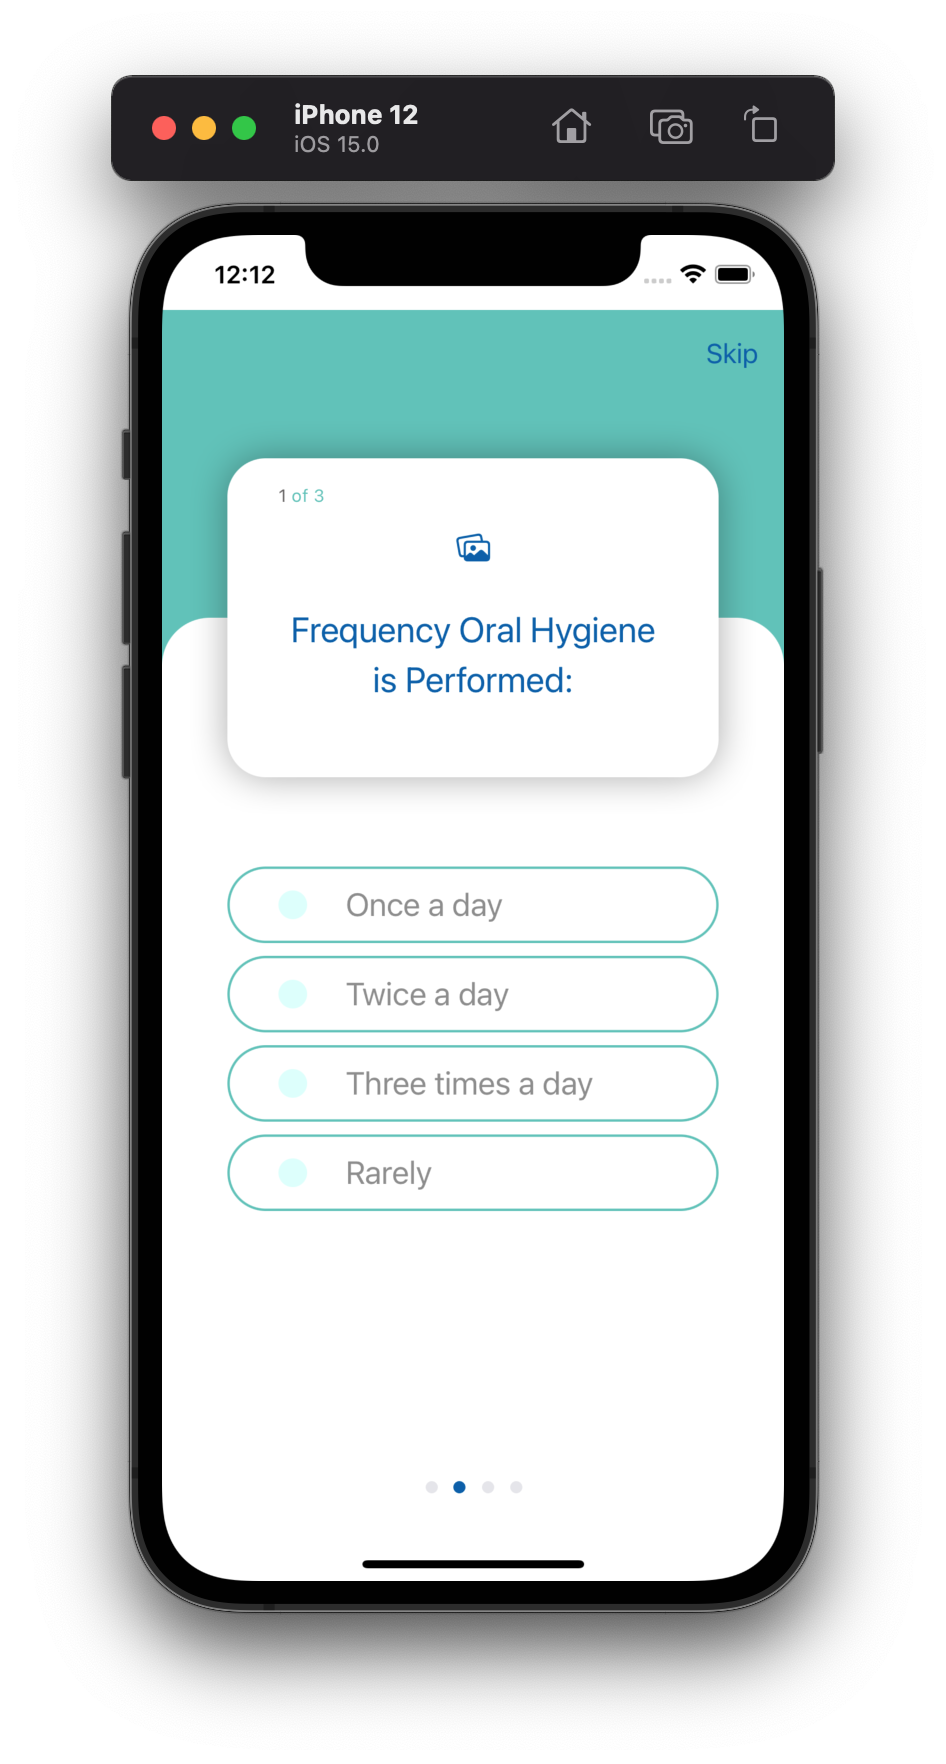 iPhone 12
iOS 15.0
12:12
Skip
1 of 3
Frequency Oral Hygiene
is Performed:
Once a day
Twice a day
Three times a day
Rarely